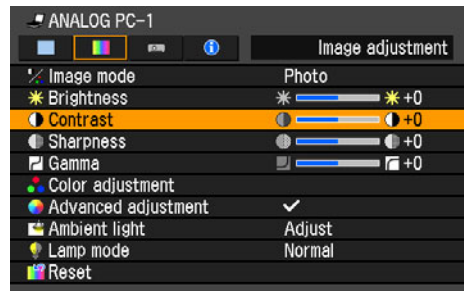 ANALOG PC-1
Image adjustment
Image mode Photo
Brightness +0
Contrast +0
Sharpness +0
Gamma +0
Color adjustment
Advanced adjustment
Ambient light Adjust
Lamp mode Normal
Reset